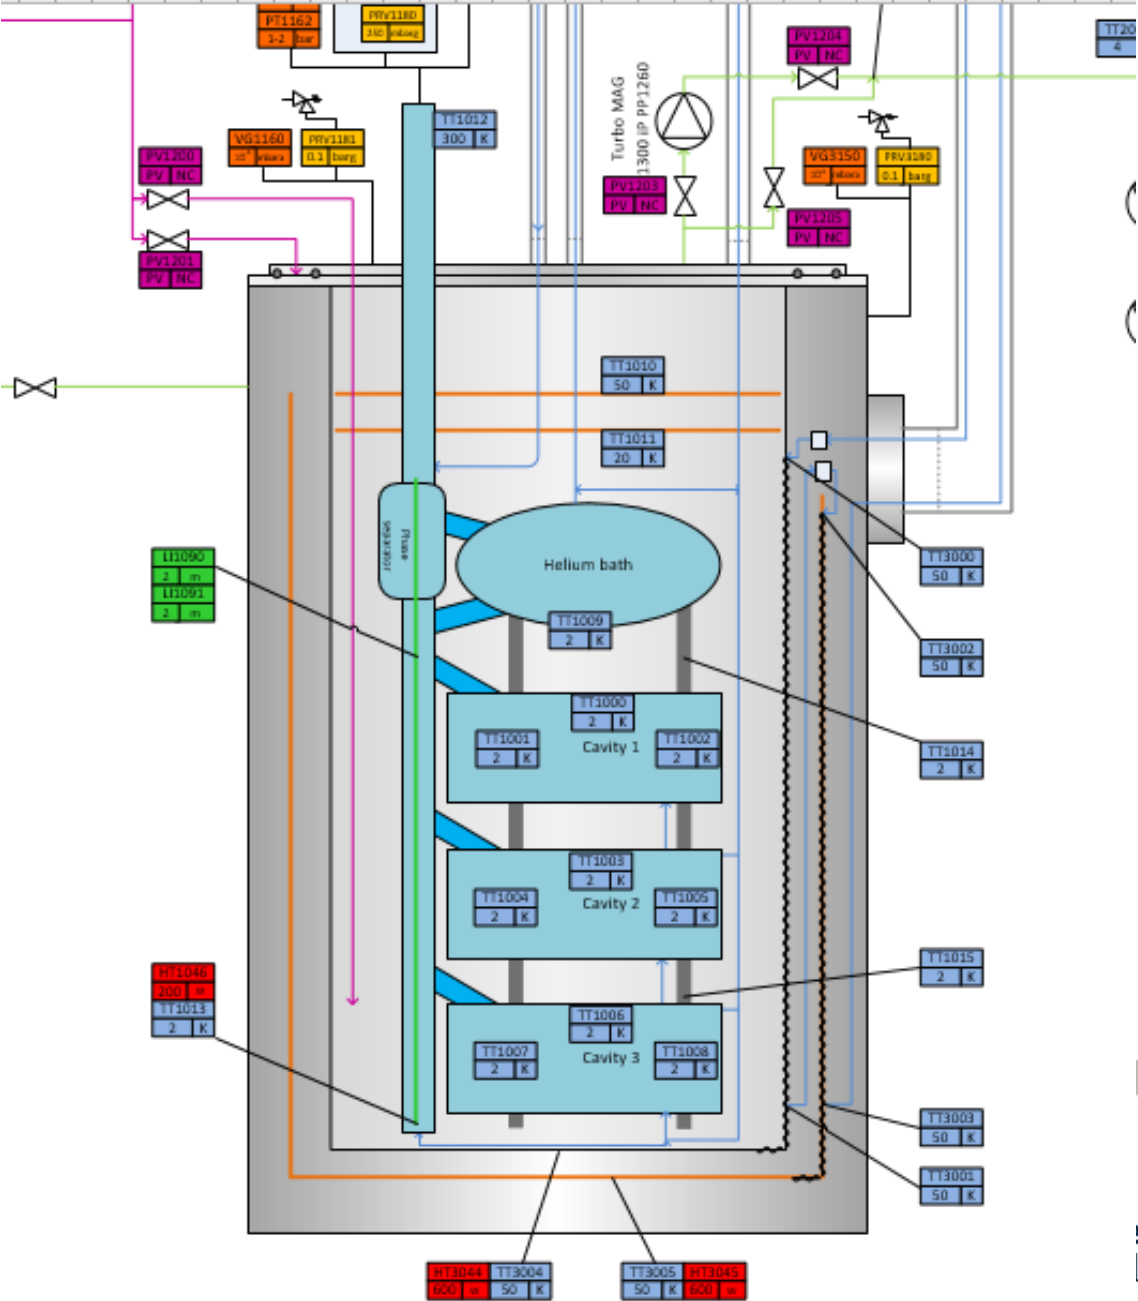 PT1162
1-2 bar
PRV1180
mbarg
TT1012
300 K
VG1160
mbara
PRV1181
0.1 barg
PV1200
PV NC
PV1201
PV NC
Turbo MAG
1300 iP PP1260
PV1204
PV NC
PV1203
PV NC
PV1205
PV NC
VG3150
mbara
PRV3180
0.1 barg
4
TT1010
50 K
TT1011
20 K
Phase
separator
Helium bath
TT1009
2 K
LI1090
2 m
LI1091
2 m
TT3000
50 K
TT3002
50 K
TT1014
2 K
TT1000
2 K
TT1001
2 K
Cavity 1
TT1002
2 K
TT1003
2 K
TT1004
2 K
Cavity 2
TT1005
2 K
TT1015
2 K
HT1046
200 w
TT1013
2 K
TT1006
2 K
TT1007
2 K
Cavity 3
TT1008
2 K
TT3003
50 K
TT3001
50 K
HT3044 TT3004
600 w 50 K
TT3005 HT3045
50 K 600 w